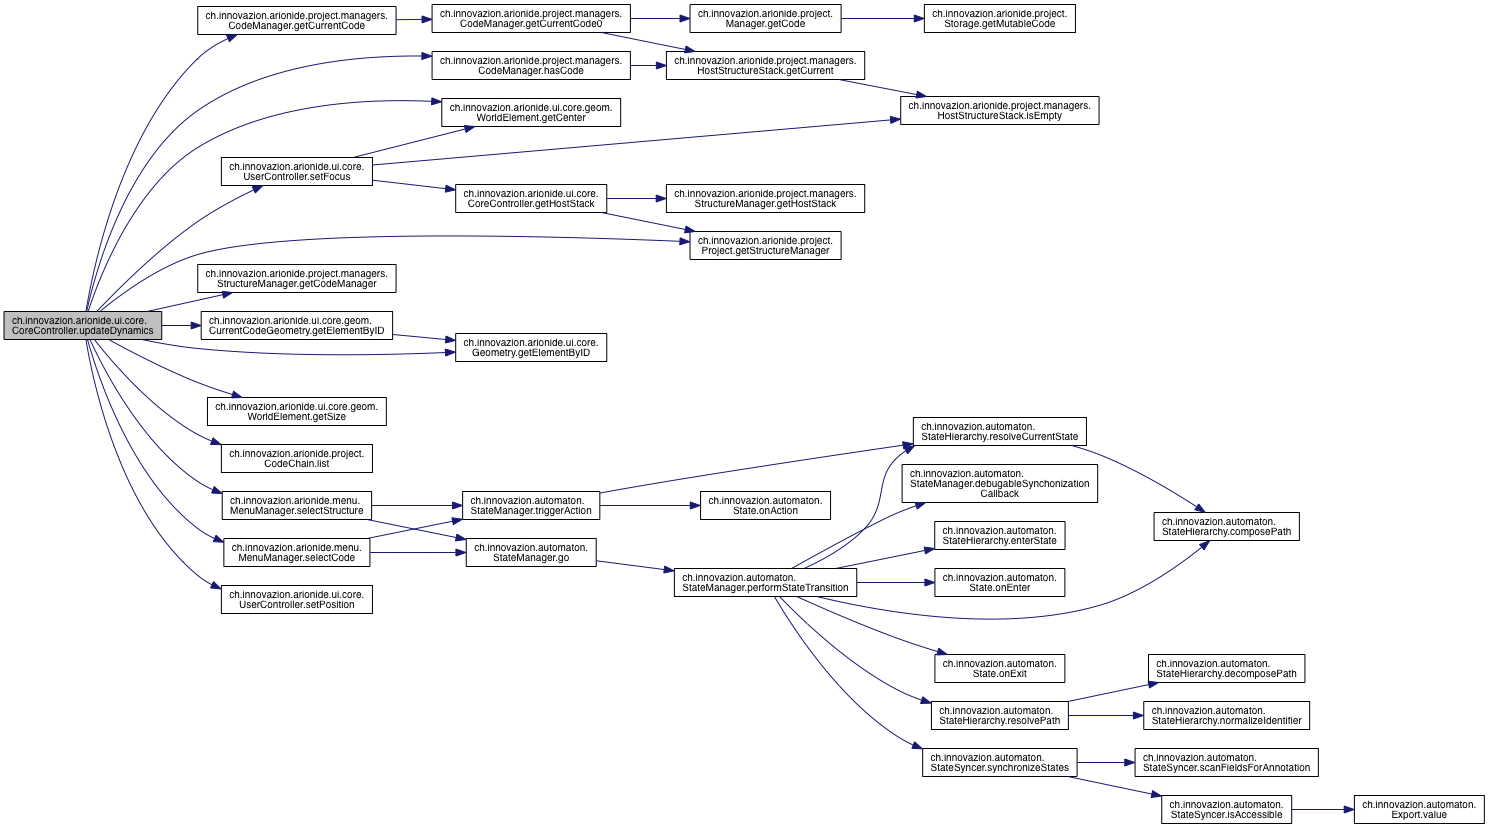 ch.innovazion.arionide.project.managers.
CodeManager.getCurrentCode
ch.innovazion.arionide.project.managers.
CodeManager.getCurrentCode0
ch.innovazion.arionide.project.
Manager.getCode
ch.innovazion.arionide.project.
Storage.getMutableCode
ch.innovazion.arionide.project.managers.
CodeManager.hasCode
ch.innovazion.arionide.project.managers.
HostStructureStack.getCurrent
ch.innovazion.arionide.ui.core.geom.
WorldElement.getCenter
ch.innovazion.arionide.project.managers.
HostStructureStack.isEmpty
ch.innovazion.arionide.ui.core.
UserController.setFocus
ch.innovazion.arionide.ui.core.
CoreController.getHostStack
ch.innovazion.arionide.project.managers.
StructureManager.getHostStack
ch.innovazion.arionide.project.
Project.getStructureManager
ch.innovazion.arionide.project.managers.
StructureManager.getCodeManager
ch.innovazion.arionide.ui.core.
CoreController.updateDynamics
ch.innovazion.arionide.ui.core.geom.
CurrentCodeGeometry.getElementByID
ch.innovazion.arionide.ui.core.
Geometry.getElementByID
ch.innovazion.arionide.ui.core.geom.
WorldElement.getSize
ch.innovazion.arionide.project.
CodeChain.list
ch.innovazion.automaton.
StateHierarchy.resolveCurrentState
ch.innovazion.automaton.
StateManager.debugableSynchonization
Callback
ch.innovazion.arionide.menu.
MenuManager.selectStructure
ch.innovazion.automaton.
StateManager.triggerAction
ch.innovazion.automaton.
State.onAction
ch.innovazion.automaton.
StateHierarchy.composePath
ch.innovazion.automaton.
StateHierarchy.enterState
ch.innovazion.arionide.menu.
MenuManager.selectCode
ch.innovazion.automaton.
StateManager.go
ch.innovazion.automaton.
StateManager.performStateTransition
ch.innovazion.automaton.
State.onEnter
ch.innovazion.arionide.ui.core.
UserController.setPosition
ch.innovazion.automaton.
State.onExit
ch.innovazion.automaton.
StateHierarchy.decomposePath
ch.innovazion.automaton.
StateHierarchy.resolvePath
ch.innovazion.automaton.
StateHierarchy.normalizeIdentifier
ch.innovazion.automaton.
StateSyncer.synchronizeStates
ch.innovazion.automaton.
StateSyncer.scanFieldsForAnnotation
ch.innovazion.automaton.
StateSyncer.isAccessible
ch.innovazion.automaton.
Export.value